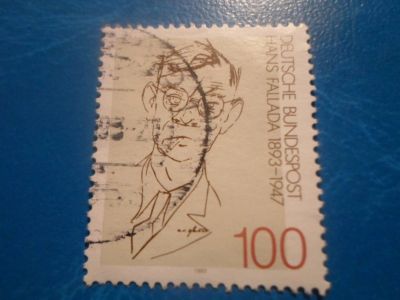 DEUTSCHE BUNDESPOST
HANS FALLADA 1893-1947
100